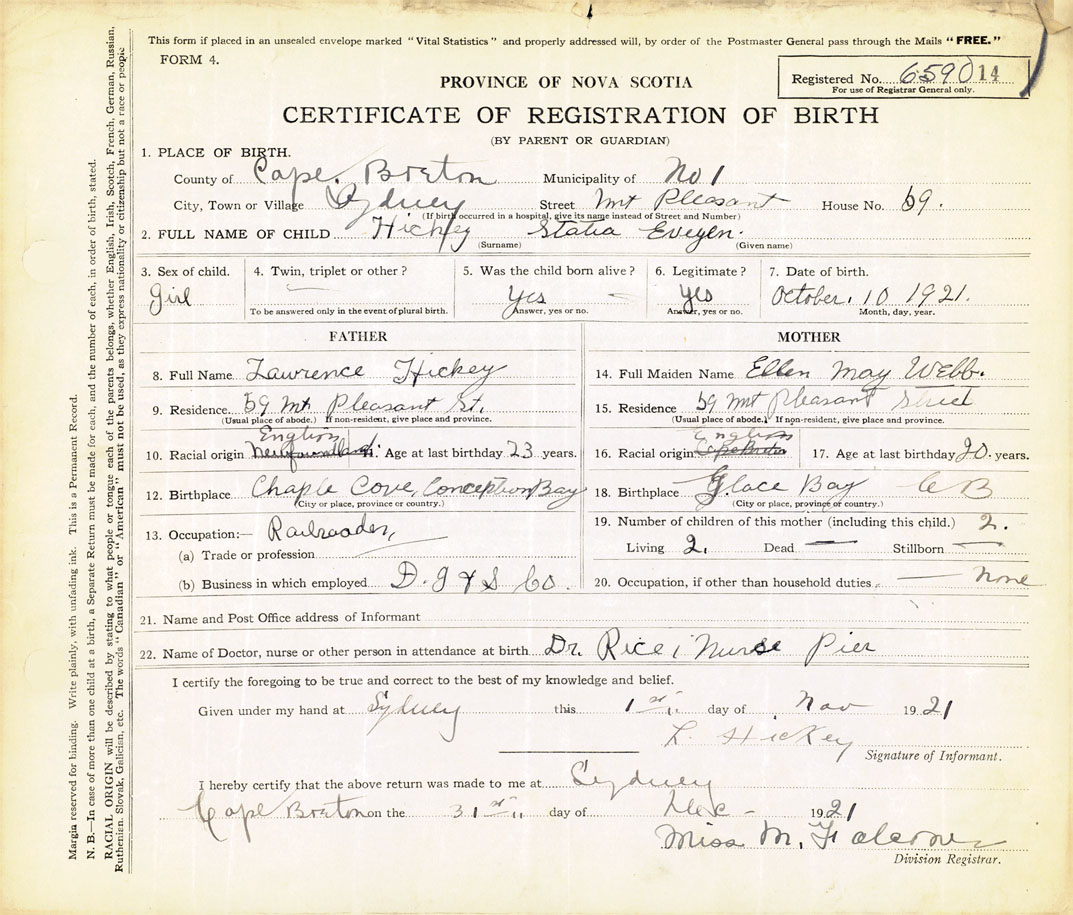 This form if placed in an unsealed envelope marked "Vital Statistics" and properly addressed will, by order of the Postmaster General pass through the Mails "FREE."
FORM 4.
Registered No. 6590 14
For use of Registrar General only.
PROVINCE OF NOVA SCOTIA
CERTIFICATE OF REGISTRATION OF BIRTH
(BY PARENT OR GUARDIAN)
1. PLACE OF BIRTH.
County of Cape Breton Municipality of No 1
City, Town or Village Sydney Street Mt Pleasant House No. 59.
(If birth occurred in a hospital, give its name instead of Street and Number)
2. FULL NAME OF CHILD Hickey Statia Eveyen.
(Surname) (Given name)
3. Sex of child. 4. Twin, triplet or other? 5. Was the child born alive? 6. Legitimate? 7. Date of birth.
Girl Yes Yes October. 10 1921.
To be answered only in the event of plural birth. Answer, yes or no. Answer, yes or no. Month, day, year.
FATHER
8. Full Name Lawrence Hickey
9. Residence 59 Mt Pleasant St.
(Usual place of abode.) If non-resident, give place and province.
English
10. Racial origin Newfoundland. 11. Age at last birthday 23 years.
12. Birthplace Chaple Cove, Conception Bay
(City or place, province or country.)
13. Occupation:— Railroader,
(a) Trade or profession
(b) Business in which employed D. I & S Co.
MOTHER
14. Full Maiden Name Ellen May Webb.
15. Residence 59 Mt Pleasant Street
(Usual place of abode.) If non-resident, give place and province.
English
16. Racial origin Cape Breton 17. Age at last birthday 20. years.
18. Birthplace Glace Bay C B
(City or place, province or country.)
19. Number of children of this mother (including this child.) 2.
Living 2. Dead — Stillborn —
20. Occupation, if other than household duties — None
21. Name and Post Office address of Informant
22. Name of Doctor, nurse or other person in attendance at birth Dr. Rice, Nurse Pier
I certify the foregoing to be true and correct to the best of my knowledge and belief.
Given under my hand at Sydney this 1st day of Nov 1921
L. Hickey
Signature of Informant.
I hereby certify that the above return was made to me at Sydney
Cape Breton on the 31st day of Dec - 1921
Miss M. Falconer
Division Registrar.
Margin reserved for binding. Write plainly, with unfading ink. This is a Permanent Record.
N. B.—In case of more than one child at a birth, a Separate Return must be made for each, and the number of each, in order of birth, stated.
RACIAL ORIGIN will be described by stating to what people or tongue each of the parents belongs, whether English, Irish, Scotch, French, German, Russian,
Ruthenian, Slovak, Galician, etc. The words "Canadian" or "American" must not be used, as they express nationality or citizenship but not a race or people